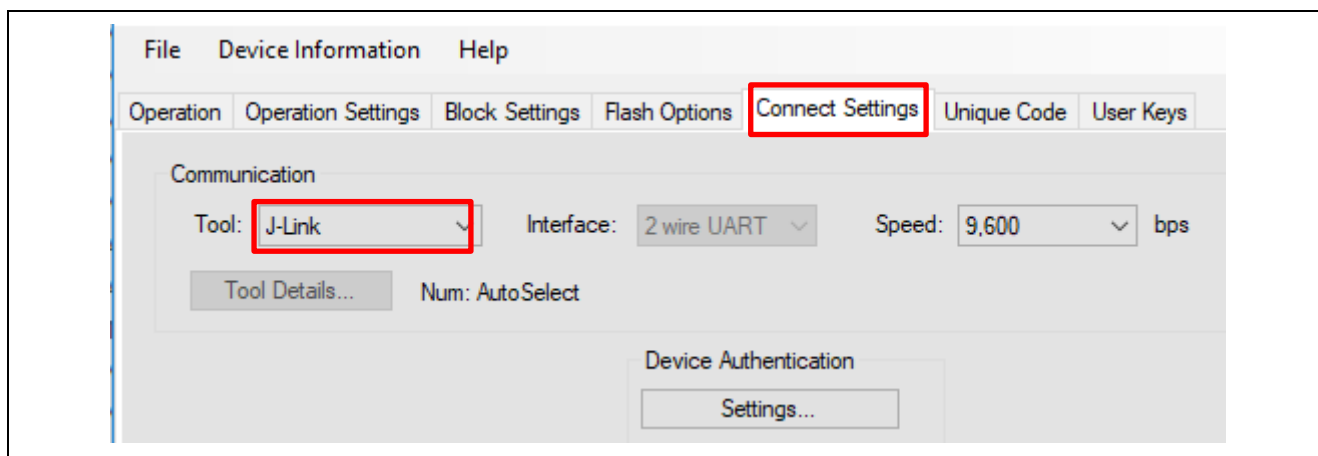 File Device Information Help
Operation Operation Settings Block Settings Flash Options Connect Settings Unique Code User Keys
Communication
Tool: J-Link Interface: 2 wire UART Speed: 9,600 bps
Tool Details... Num: AutoSelect
Device Authentication
Settings...